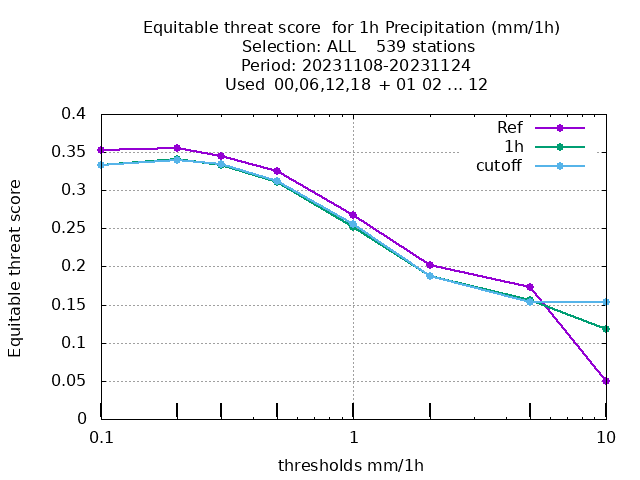 Equitable threat score  for 1h Precipitation (mm/1h)
Selection: ALL    539 stations
Period: 20231108-20231124
Used  00,06,12,18  + 01 02 ... 12
Ref
1h
cutoff
0.4
0.35
0.3
0.25
0.2
0.15
0.1
0.05
0
Equitable threat score
0.1
1
10
thresholds mm/1h